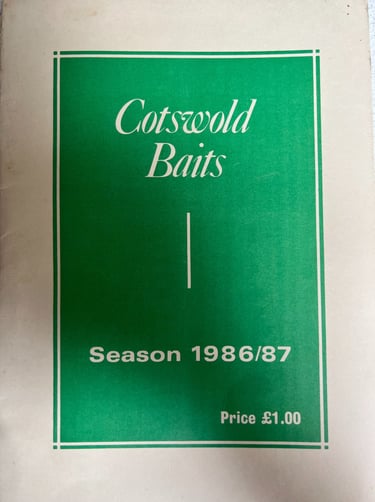 Cotswold
Baits
Season 1986/87
Price £1.00